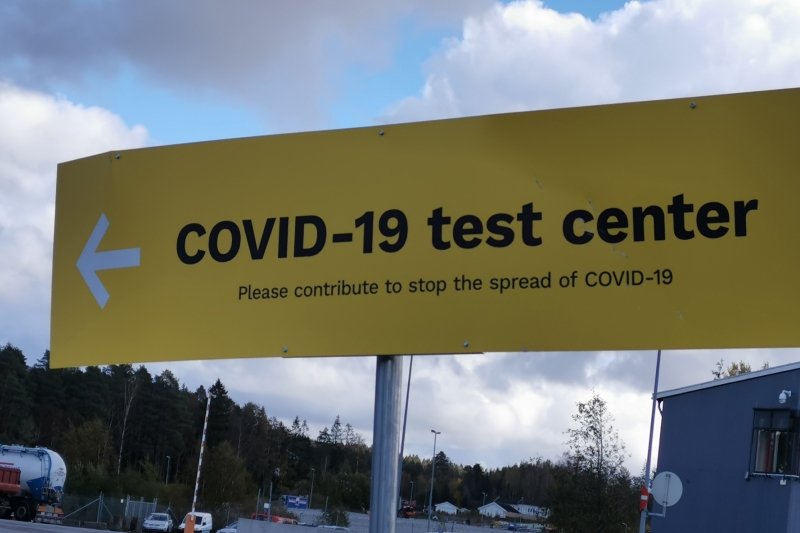 COVID-19 test center
Please contribute to stop the spread of COVID-19